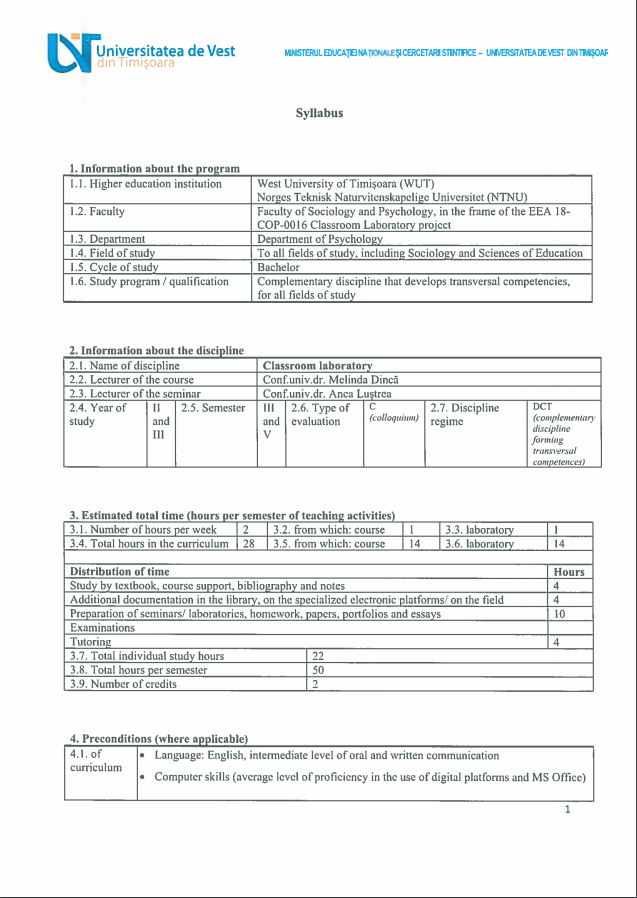 Universitatea de Vest
din Timişoara
MINISTERUL EDUCAŢIEI NAŢIONALE ŞI CERCETARII STIINTIFICE – UNIVERSITATEA DE VEST DIN TIMIŞOAR
Syllabus
1. Information about the program
1.1. Higher education institution West University of Timişoara (WUT)
Norges Teknisk Naturvitenskapelige Universitet (NTNU)
1.2. Faculty Faculty of Sociology and Psychology, in the frame of the EEA 18-
COP-0016 Classroom Laboratory project
1.3. Department Department of Psychology
1.4. Field of study To all fields of study, including Sociology and Sciences of Education
1.5. Cycle of study Bachelor
1.6. Study program / qualification Complementary discipline that develops transversal competencies,
for all fields of study
2. Information about the discipline
2.1. Name of discipline Classroom laboratory
2.2. Lecturer of the course Conf.univ.dr. Melinda Dincă
2.3. Lecturer of the seminar Conf.univ.dr. Anca Luştrea
2.4. Year of study II and III 2.5. Semester III and V 2.6. Type of evaluation C (colloquium) 2.7. Discipline regime DCT (complementary discipline forming transversal competences)
3. Estimated total time (hours per semester of teaching activities)
3.1. Number of hours per week 2 3.2. from which: course 1 3.3. laboratory 1
3.4. Total hours in the curriculum 28 3.5. from which: course 14 3.6. laboratory 14
Distribution of time Hours
Study by textbook, course support, bibliography and notes 4
Additional documentation in the library, on the specialized electronic platforms/ on the field 4
Preparation of seminars/ laboratories, homework, papers, portfolios and essays 10
Examinations
Tutoring 4
3.7. Total individual study hours 22
3.8. Total hours per semester 50
3.9. Number of credits 2
4. Preconditions (where applicable)
4.1. of curriculum • Language: English, intermediate level of oral and written communication
• Computer skills (average level of proficiency in the use of digital platforms and MS Office)
1